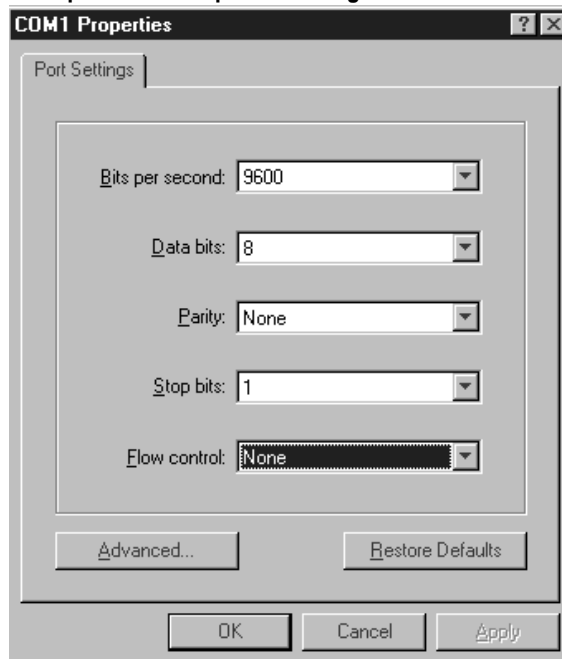 COM1 Properties
? ×
Port Settings
Bits per second: 9600
Data bits: 8
Parity: None
Stop bits: 1
Flow control: None
Advanced...
Restore Defaults
OK
Cancel
Apply